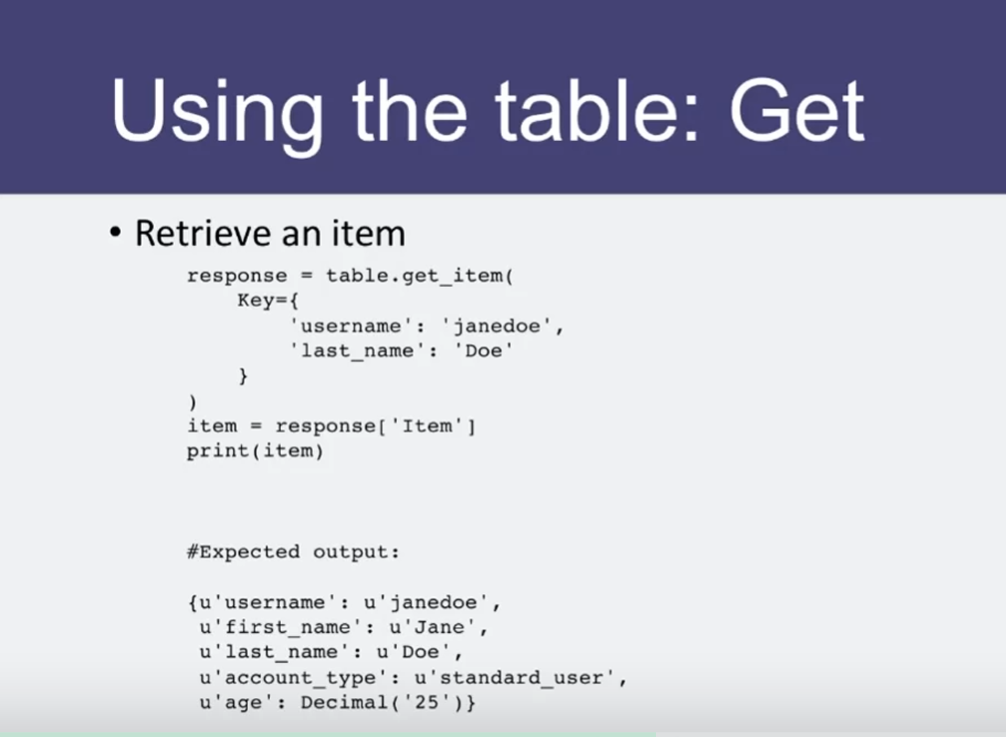 Using the table: Get
• Retrieve an item
response = table.get_item(
    Key={
        'username': 'janedoe',
        'last_name': 'Doe'
    }
)
item = response['Item']
print(item)
#Expected output:
{u'username': u'janedoe',
 u'first_name': u'Jane',
 u'last_name': u'Doe',
 u'account_type': u'standard_user',
 u'age': Decimal('25')}